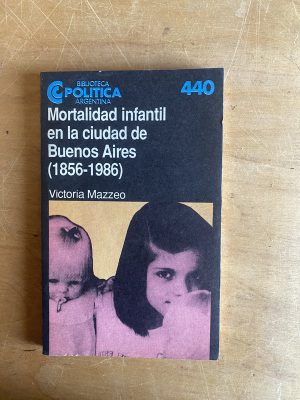 BIBLIOTECA
POLITICA
ARGENTINA
440
Mortalidad infantil
en la ciudad de
Buenos Aires
(1856-1986)
Victoria Mazzeo